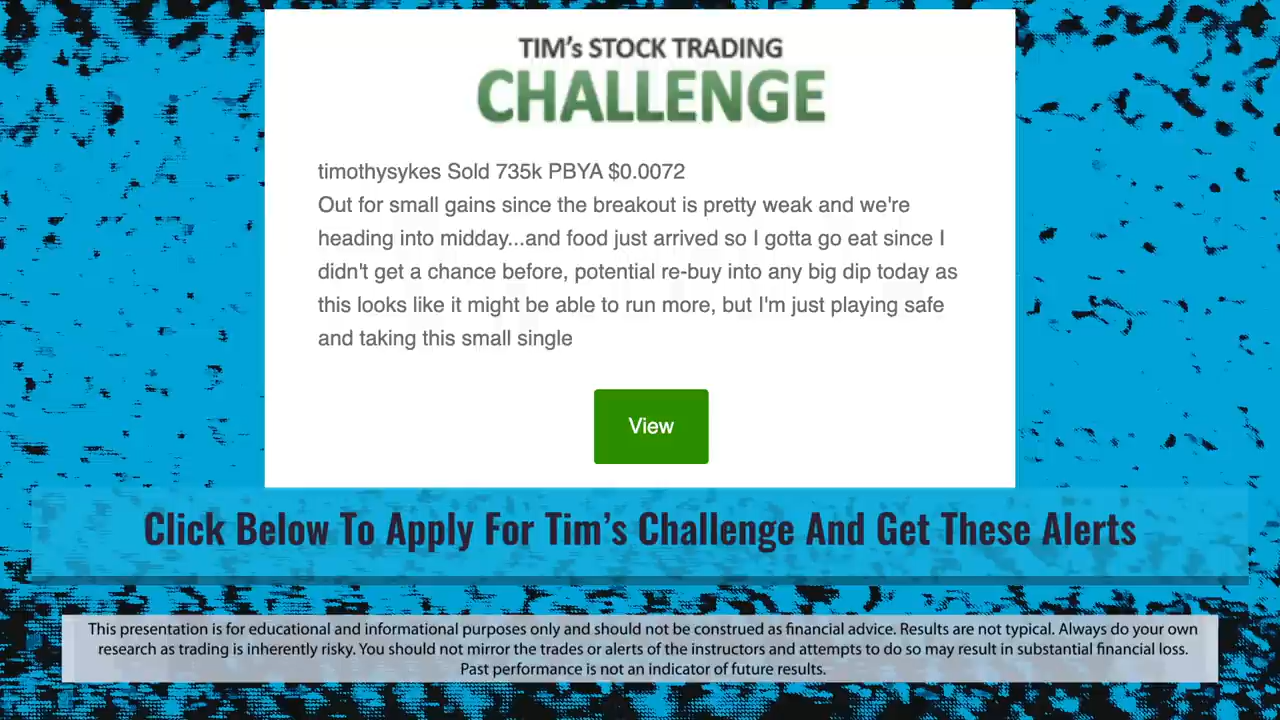 TIM's STOCK TRADING
CHALLENGE
timothysykes Sold 735k PBYA $0.0072
Out for small gains since the breakout is pretty weak and we're
heading into midday...and food just arrived so I gotta go eat since I
didn't get a chance before, potential re-buy into any big dip today as
this looks like it might be able to run more, but I'm just playing safe
and taking this small single
View
Click Below To Apply For Tim's Challenge And Get These Alerts
This presentation is for educational and informational purposes only and should not be construed as financial advice. Results are not typical. Always do your own
research as trading is inherently risky. You should not mirror the trades or alerts of the instructors and attempts to do so may result in substantial financial loss.
Past performance is not an indicator of future results.